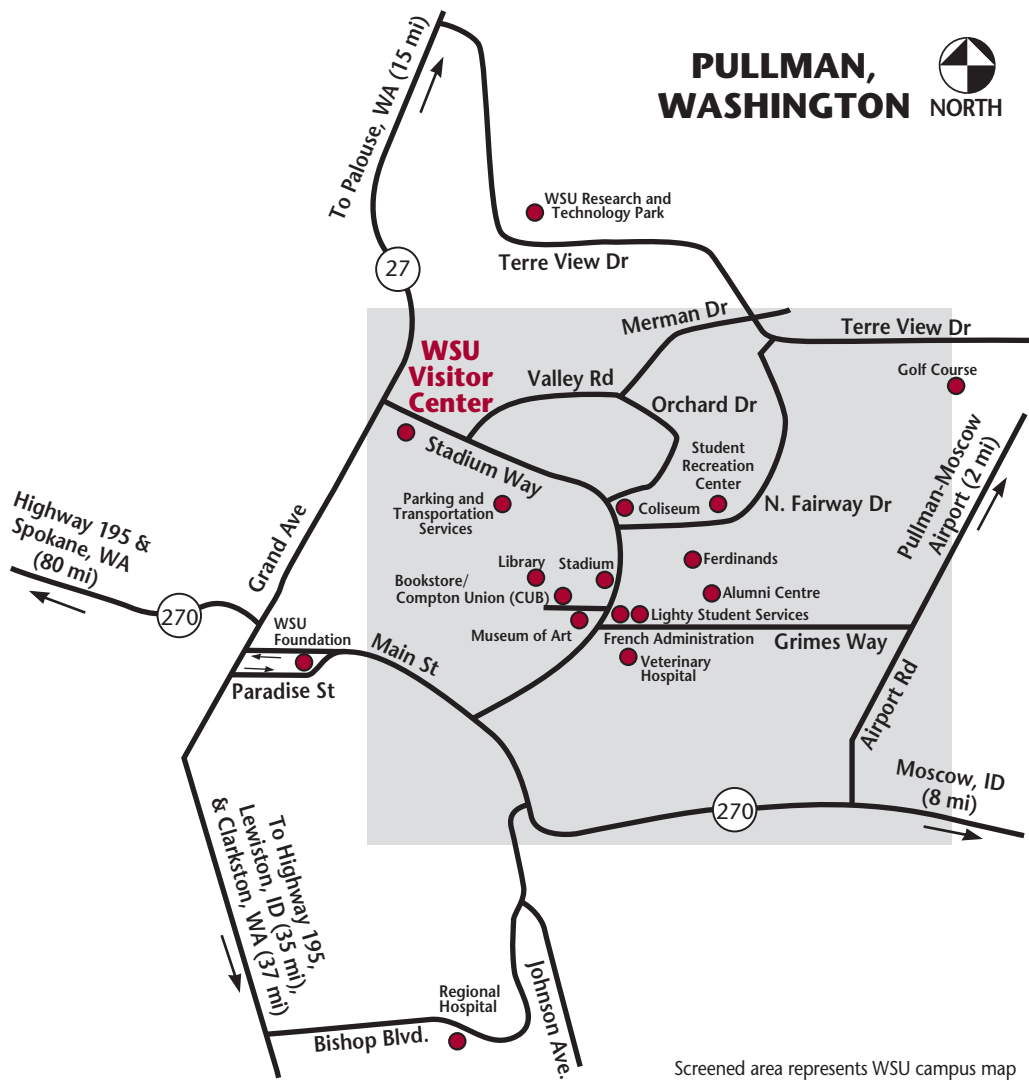 PULLMAN,
WASHINGTON
NORTH
To Palouse, WA (15 mi)
WSU Research and
Technology Park
27
Terre View Dr
Merman Dr
Terre View Dr
WSU
Visitor
Center
Valley Rd
Golf Course
Orchard Dr
Stadium Way
Student
Recreation
Center
Pullman-Moscow
Airport (2 mi)
Parking and
Transportation
Services
Coliseum
N. Fairway Dr
Highway 195 &
Spokane, WA
(80 mi)
Grand Ave
Library
Stadium
Ferdinands
Bookstore/
Compton Union (CUB)
Alumni Centre
270
WSU
Foundation
Lighty Student Services
Museum of Art
French Administration
Grimes Way
Main St
Veterinary
Hospital
Paradise St
Airport Rd
Moscow, ID
(8 mi)
270
To Highway 195,
Lewiston, ID (35 mi),
& Clarkston, WA (37 mi)
Johnson Ave.
Regional
Hospital
Bishop Blvd.
Screened area represents WSU campus map